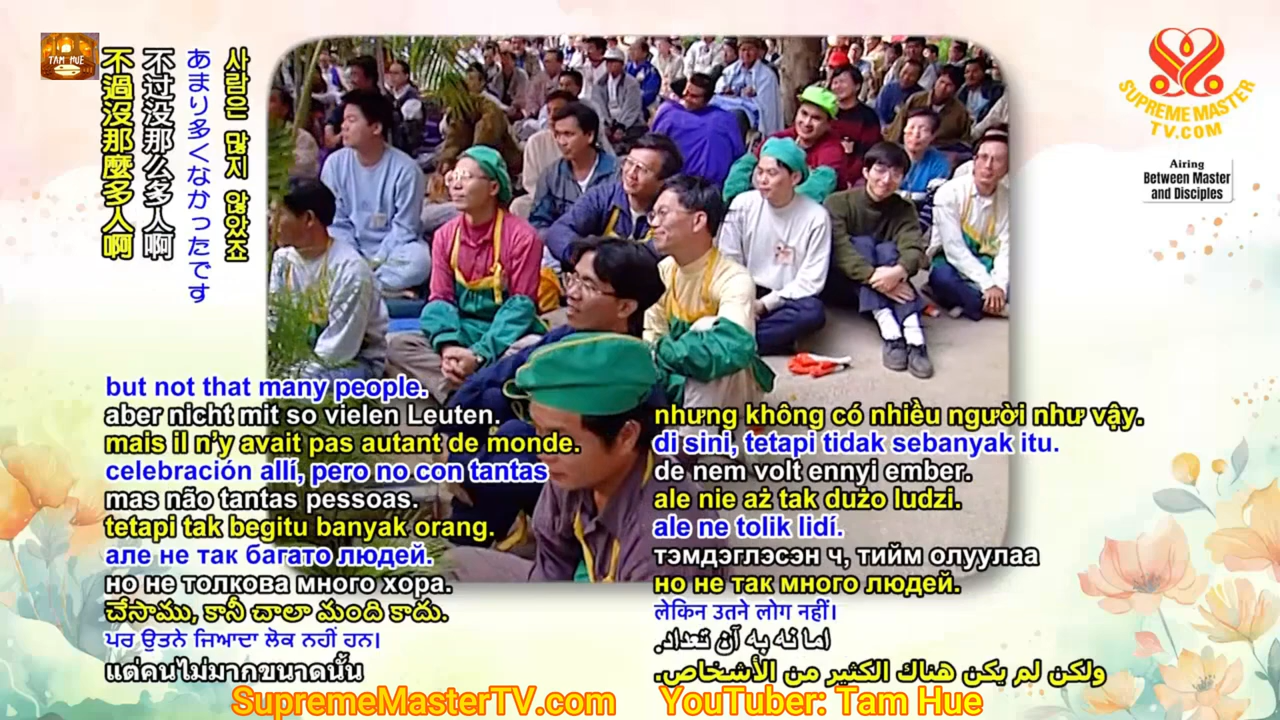 TAM HUE
不過沒那麼多人啊
不过没那么多人啊
あまり多くなかったです
사람은 많지 않았죠
SUPREME MASTER
TV.COM
Airing
Between Master
and Disciples
but not that many people.
aber nicht mit so vielen Leuten.
mais il n’y avait pas autant de monde.
celebración allí, pero no con tantas
mas não tantas pessoas.
tetapi tak begitu banyak orang.
але не так багато людей.
но не толкова много хора.
చేసాము, కానీ చాలా మంది కాదు.
ਪਰ ਉਤਨੇ ਜਿਆਦਾ ਲੋਕ ਨਹੀਂ ਹਨ।
แต่คนไม่มากขนาดนั้น
nhưng không có nhiều người như vậy.
di sini, tetapi tidak sebanyak itu.
de nem volt ennyi ember.
ale nie aż tak dużo ludzi.
ale ne tolik lidí.
тэмдэглэсэн ч, тийм олуулаа
но не так много людей.
लेकिन उतने लोग नहीं।
اما نه به آن تعداد.
ولكن لم يكن هناك الكثير من الأشخاص.
SupremeMasterTV.com
YouTuber: Tam Hue